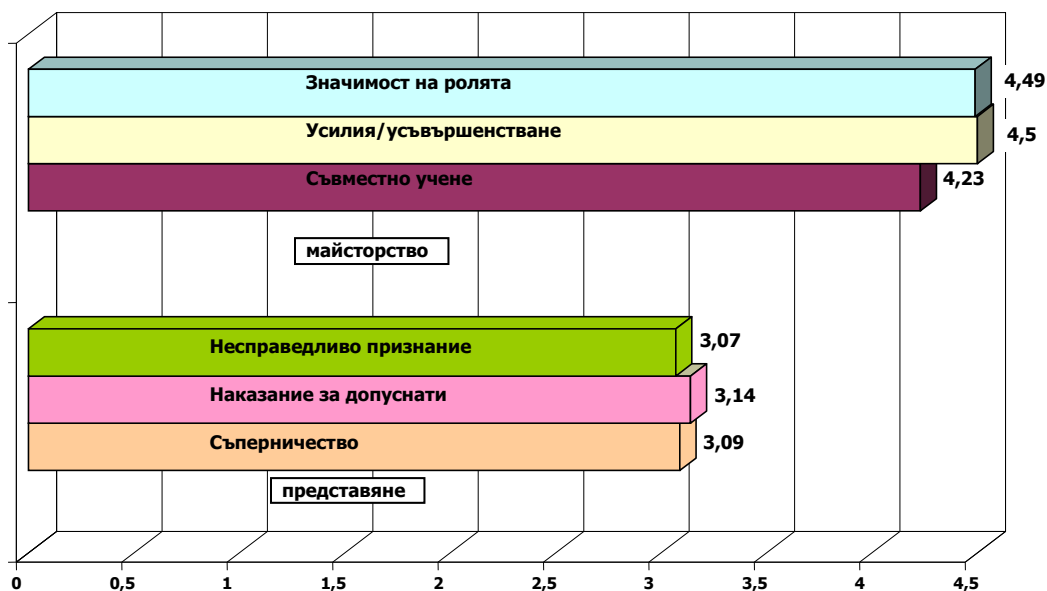 Значимост на ролята
4,49
Усилия/усъвършенстване
4,5
Съвместно учене
4,23
майсторство
Несправедливо признание
3,07
Наказание за допуснати
3,14
Съперничество
3,09
представяне
0 0,5 1 1,5 2 2,5 3 3,5 4 4,5